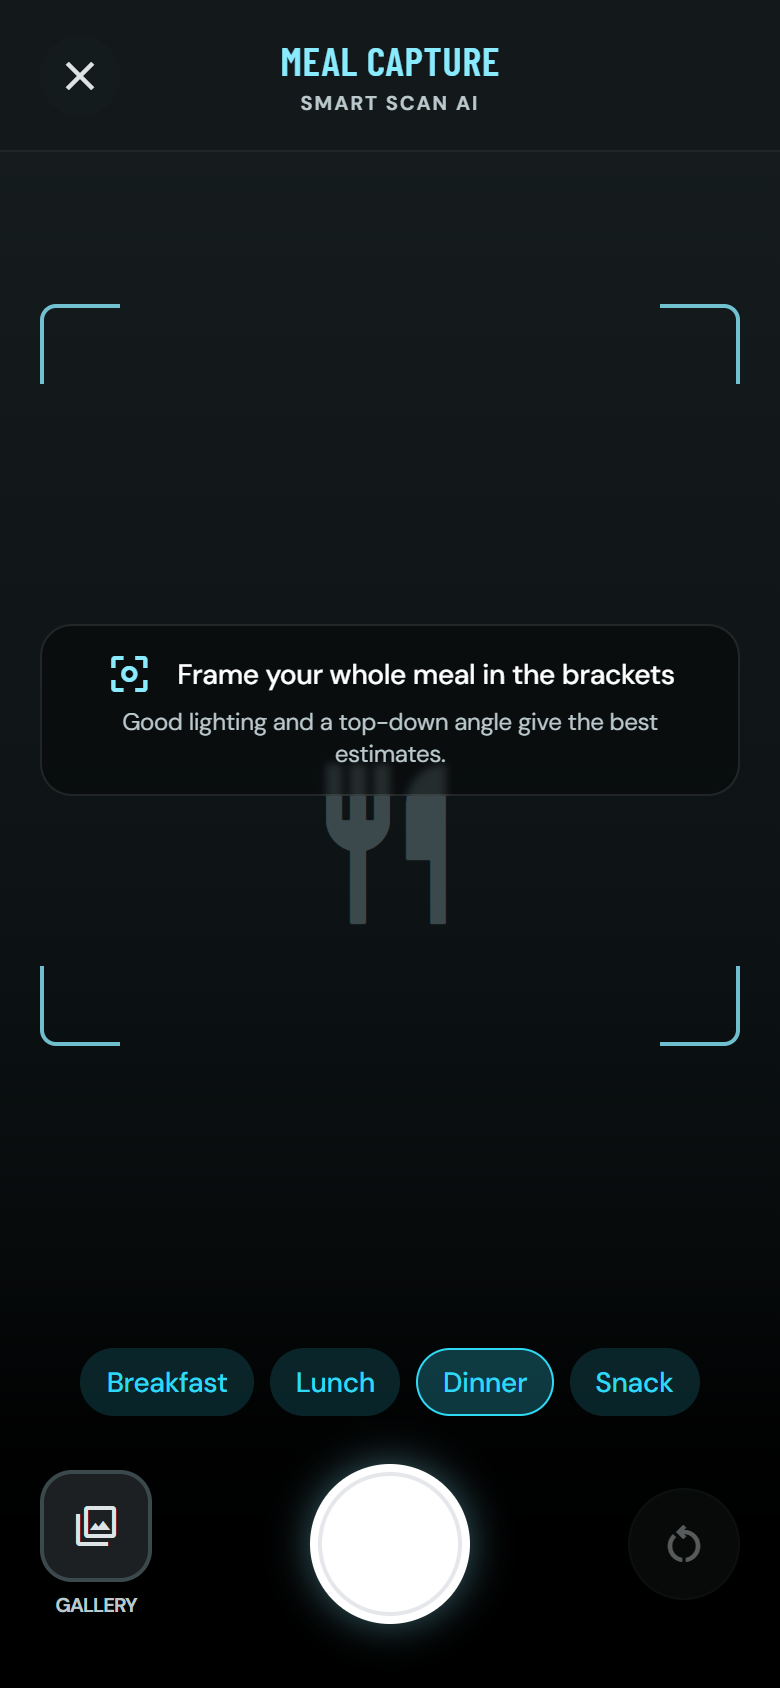 MEAL CAPTURE
SMART SCAN AI
Frame your whole meal in the brackets
Good lighting and a top-down angle give the best
estimates.
Breakfast
Lunch
Dinner
Snack
GALLERY